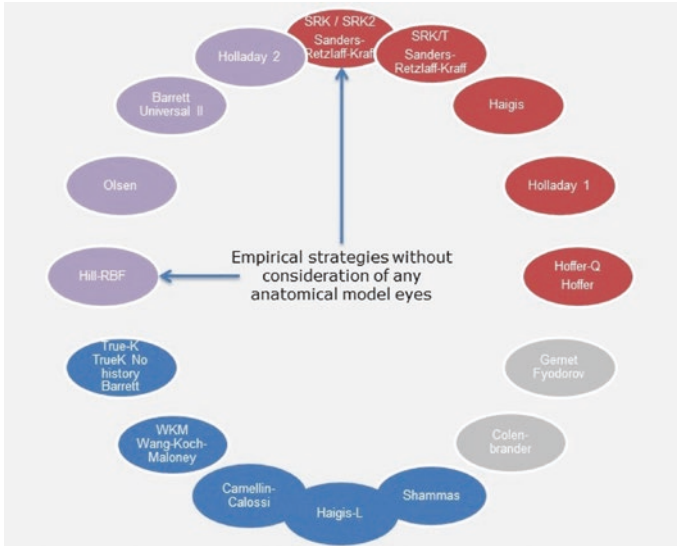 SRK / SRK2
Sanders-
Retzlaff-Kraff
SRK/T
Sanders-
Retzlaff-Kraff
Haigis
Holladay 1
Hoffer-Q
Hoffer
Gernet
Fyodorov
Colen-
brander
Shammas
Haigis-L
Camellin-
Calossi
WKM
Wang-Koch-
Maloney
True-K
TrueK No
history
Barrett
Hill-RBF
Olsen
Barrett
Universal II
Holladay 2
Empirical strategies without
consideration of any
anatomical model eyes